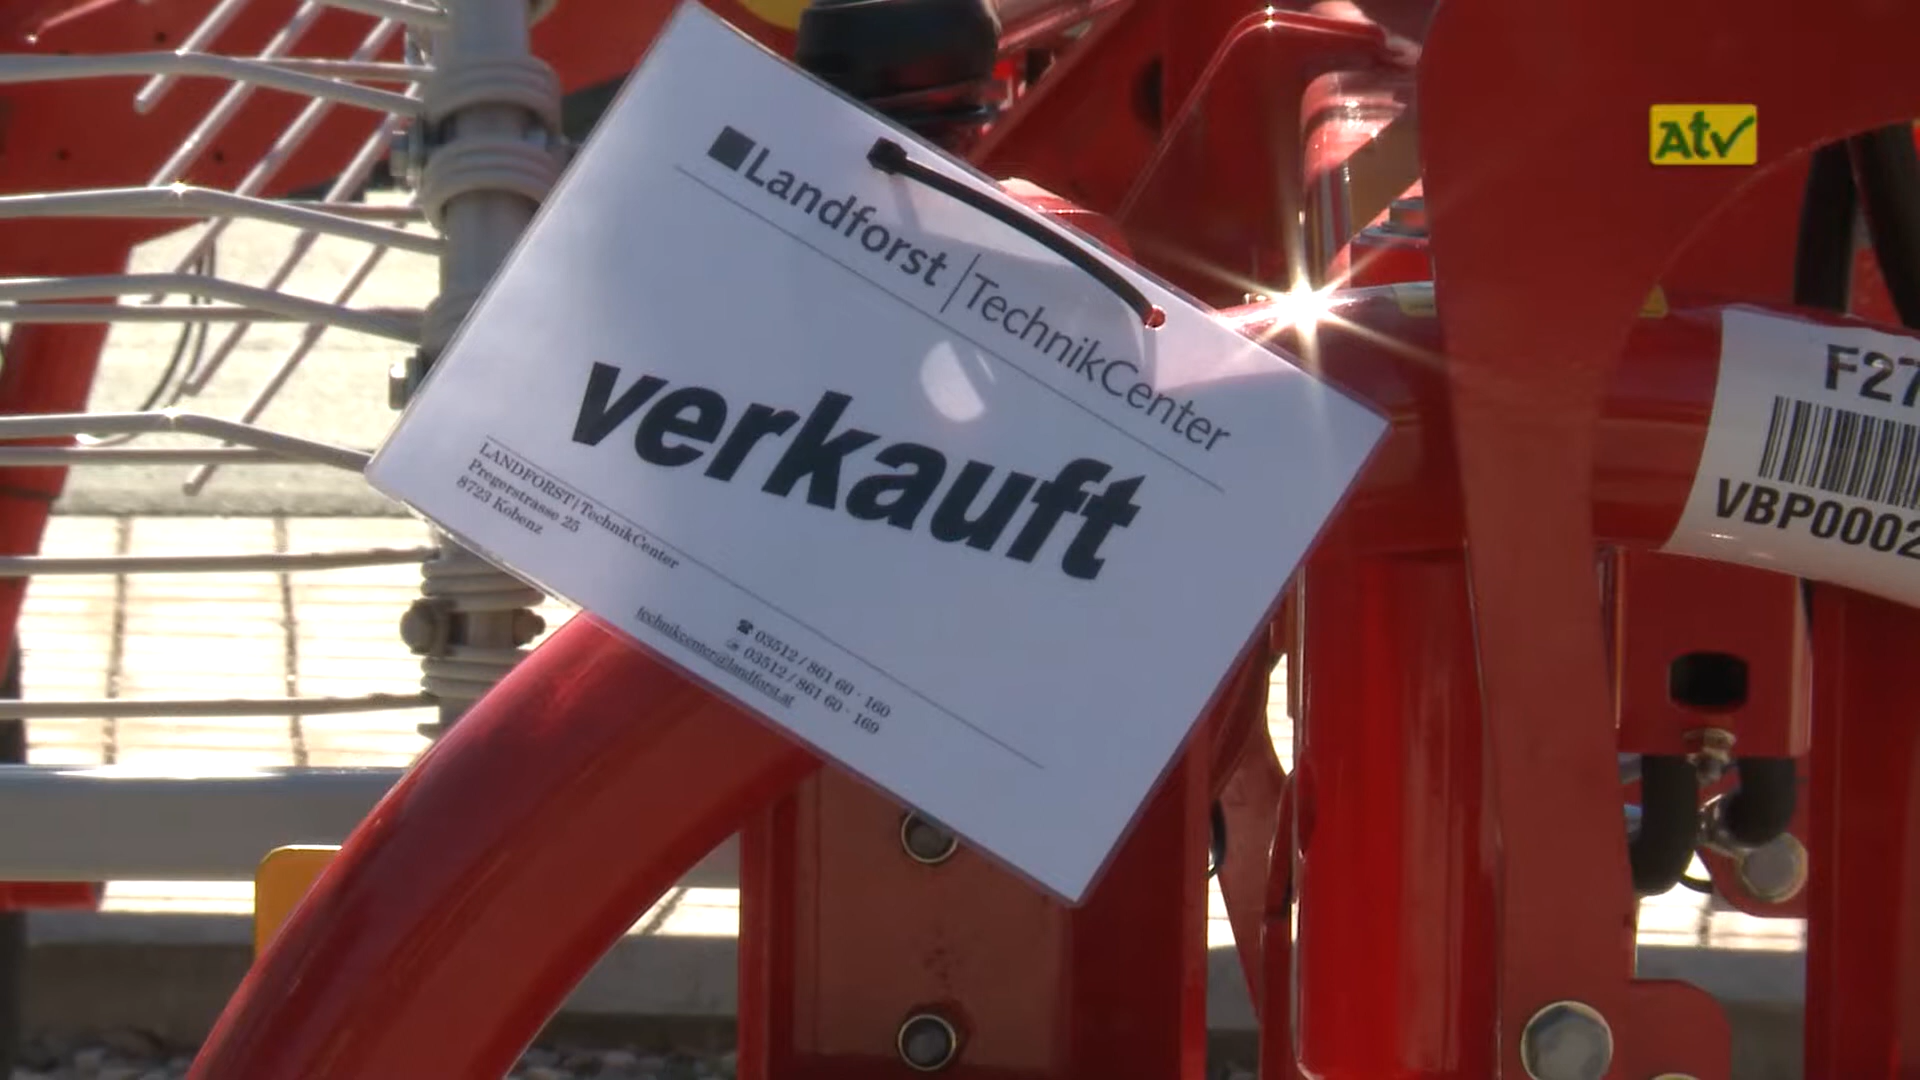 Landforst | TechnikCenter
verkauft
LANDFORST | TechnikCenter
Pregerstrasse 25
8723 Kobenz
☎ 03512 / 861 60 - 160
03512 / 861 60 - 169
technikcenter@landforst.at
Atv
F27
VBP0002